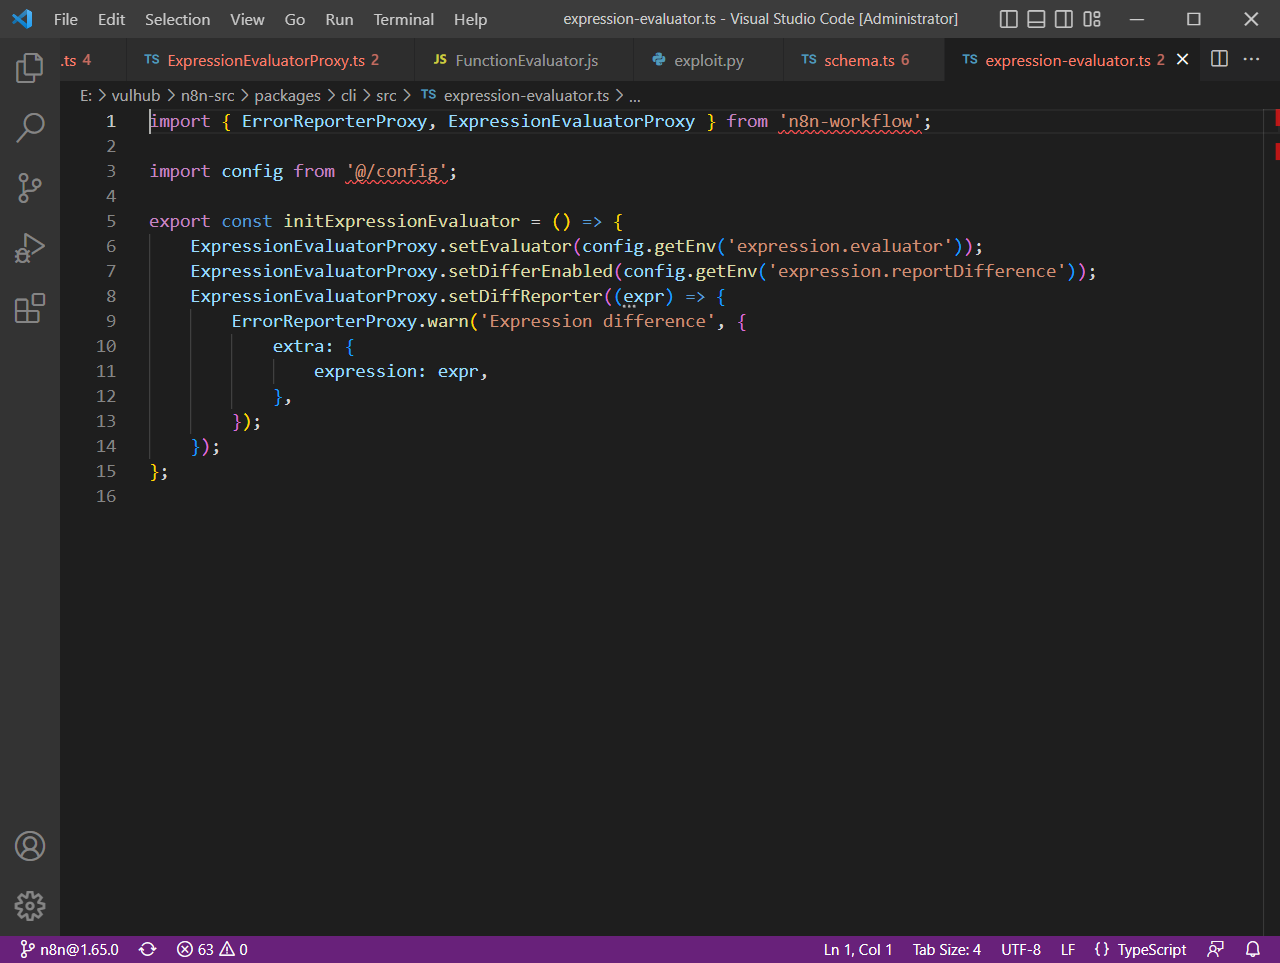 File Edit Selection View Go Run Terminal Help expression-evaluator.ts - Visual Studio Code [Administrator]
.ts 4 TS ExpressionEvaluatorProxy.ts 2 JS FunctionEvaluator.js exploit.py TS schema.ts 6 TS expression-evaluator.ts 2
E: > vulhub > n8n-src > packages > cli > src > TS expression-evaluator.ts > ...
1 import { ErrorReporterProxy, ExpressionEvaluatorProxy } from 'n8n-workflow';
2
3 import config from '@/config';
4
5 export const initExpressionEvaluator = () => {
6 ExpressionEvaluatorProxy.setEvaluator(config.getEnv('expression.evaluator'));
7 ExpressionEvaluatorProxy.setDifferEnabled(config.getEnv('expression.reportDifference'));
8 ExpressionEvaluatorProxy.setDiffReporter((expr) => {
9 ErrorReporterProxy.warn('Expression difference', {
10 extra: {
11 expression: expr,
12 },
13 });
14 });
15 };
16
n8n@1.65.0 63 0 Ln 1, Col 1 Tab Size: 4 UTF-8 LF {} TypeScript